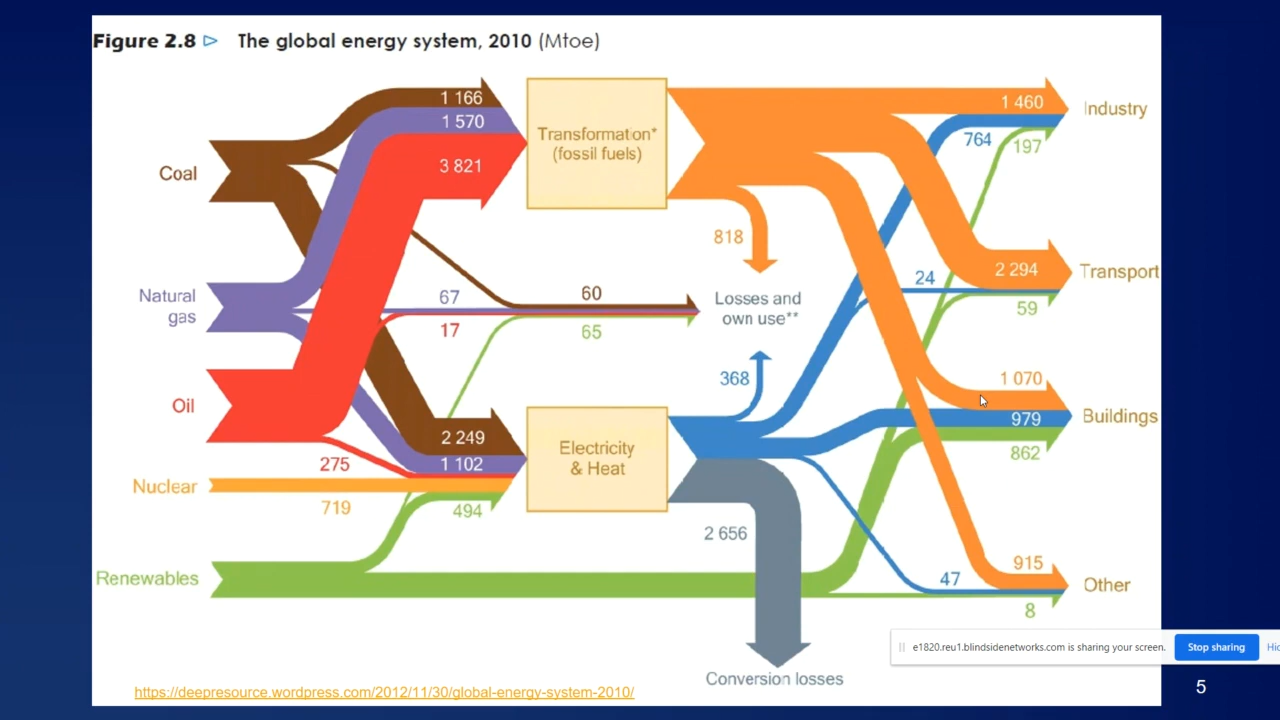 Figure 2.8 ▷ The global energy system, 2010 (Mtoe)
1 166
1 570
3 821
Transformation*
(fossil fuels)
1 460
764
197
Industry
Coal
818
24
2 294
59
Transport
Natural
gas
67
17
60
65
Losses and
own use**
368
Oil
275
2 249
1 102
Electricity
& Heat
1 070
979
862
Buildings
Nuclear
719
494
2 656
Renewables
47
915
8
Other
Conversion losses
e1820.reu1.blindsidenetworks.com is sharing your screen.
Stop sharing
https://deepresource.wordpress.com/2012/11/30/global-energy-system-2010/
5